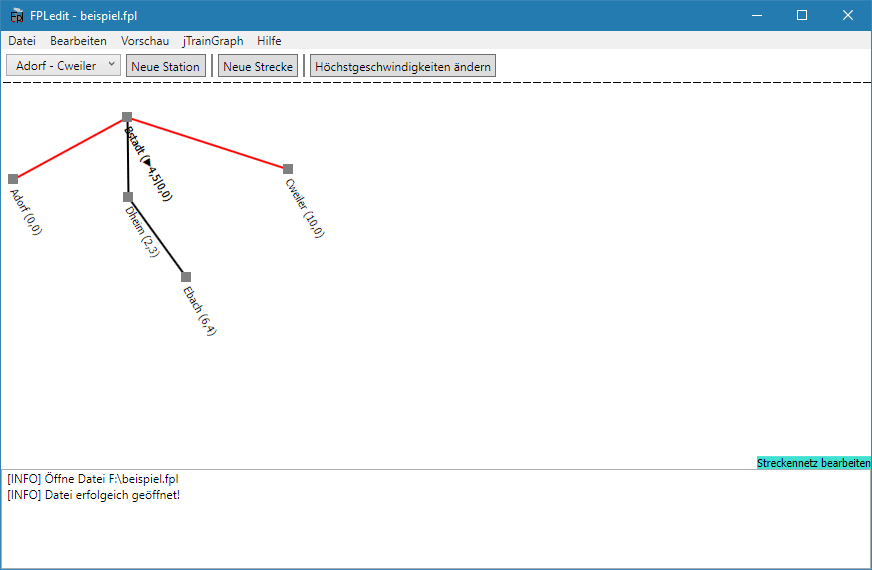 FPLedit - beispiel.fpl
Datei Bearbeiten Vorschau jTrainGraph Hilfe
Adorf - Cweiler Neue Station Neue Strecke Höchstgeschwindigkeiten ändern
Bstadt (▶4,5|0,0)
Adorf (0,0)
Cweiler (10,0)
Dheim (2,3)
Ebach (6,4)
Streckennetz bearbeiten
[INFO] Öffne Datei F:\beispiel.fpl
[INFO] Datei erfolgeich geöffnet!